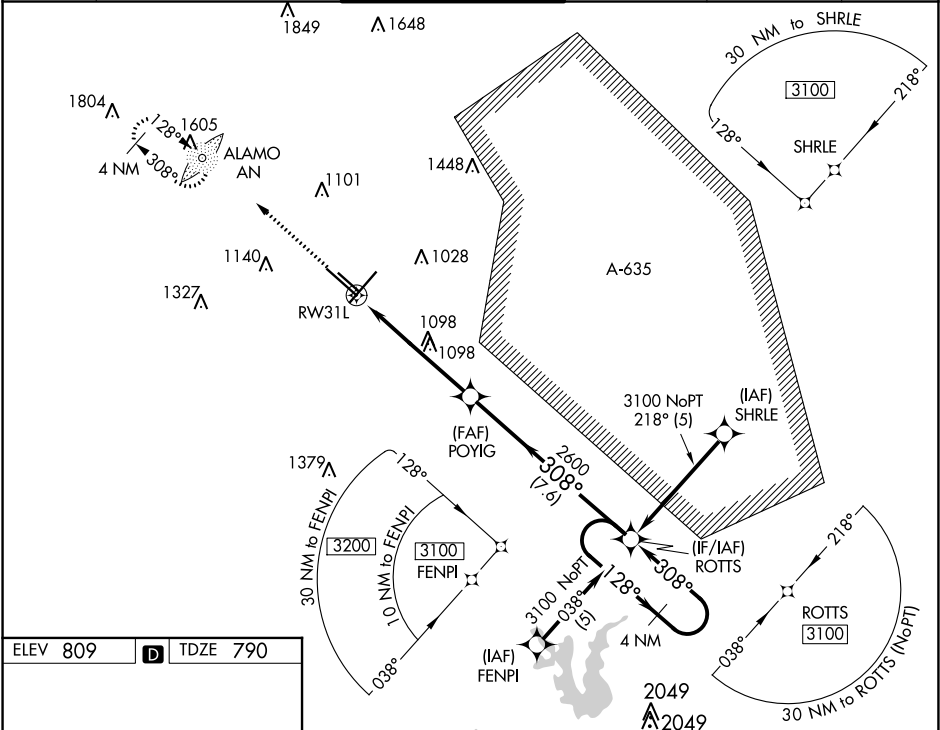 1849
1648
30 NM to SHRLE
3100
218°
128°
SHRLE
1804
128°
1605
ALAMO
AN
308°
4 NM
1101
1448
1140
1028
A-635
1327
RW31L
1098
1098
3100 NoPT
218° (5)
(IAF)
SHRLE
(FAF)
POYIG
2600
308°
(7.6)
1379
128°
30 NM to FENPI
3200
10 NM to FENPI
3100
FENPI
038°
(IF/IAF)
ROTTS
308°
128°
4 NM
3100 NoPT
038°
(5)
(IAF)
FENPI
218°
ROTTS
3100
038°
30 NM to ROTTS (NoPT)
2049
2049
ELEV 809 D TDZE 790